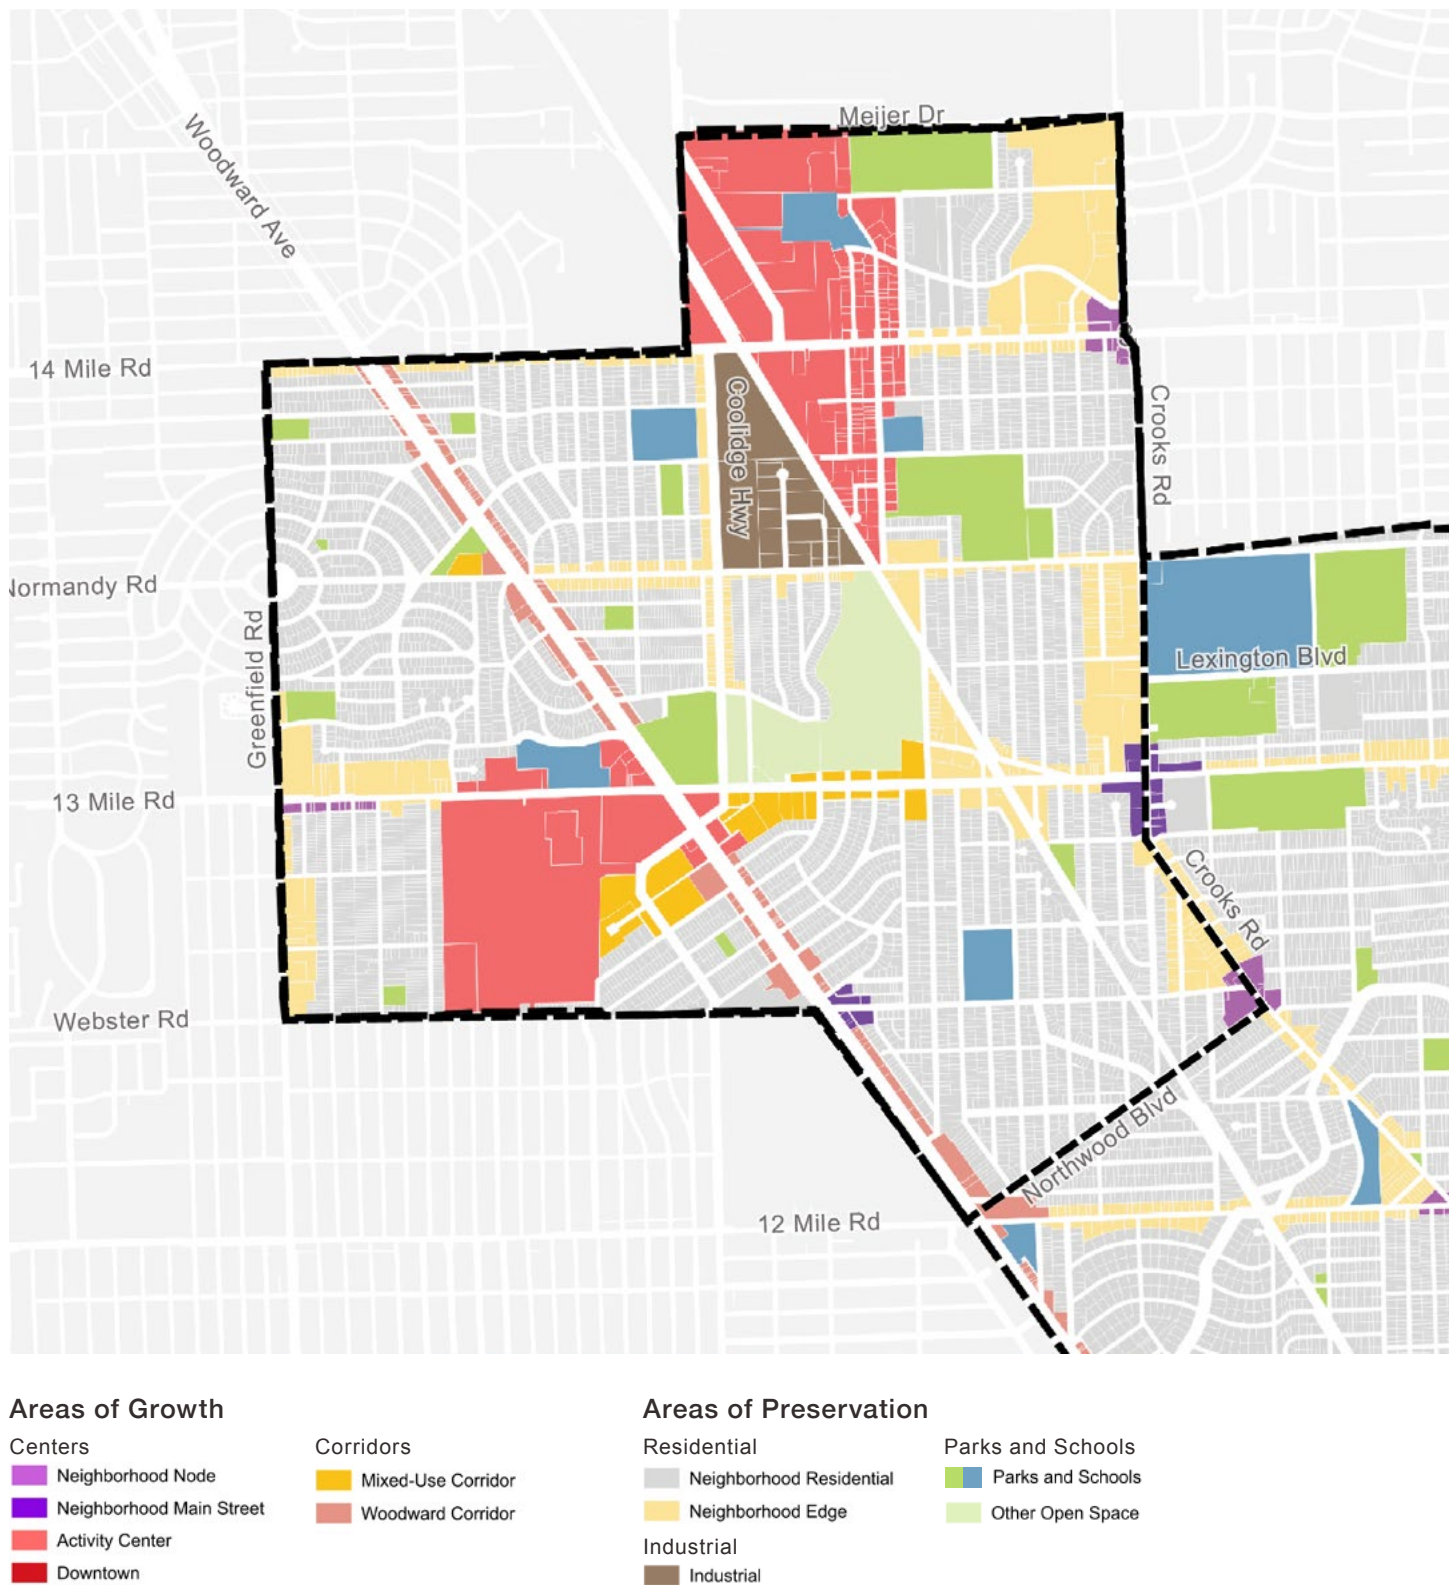 Meijer Dr
Woodward Ave
14 Mile Rd
Coolidge Hwy
Crooks Rd
Normandy Rd
Greenfield Rd
Lexington Blvd
13 Mile Rd
Crooks Rd
Webster Rd
Northwood Blvd
12 Mile Rd
Areas of Growth
Centers
Neighborhood Node
Neighborhood Main Street
Activity Center
Downtown
Corridors
Mixed-Use Corridor
Woodward Corridor
Areas of Preservation
Residential
Neighborhood Residential
Neighborhood Edge
Industrial
Industrial
Parks and Schools
Parks and Schools
Other Open Space